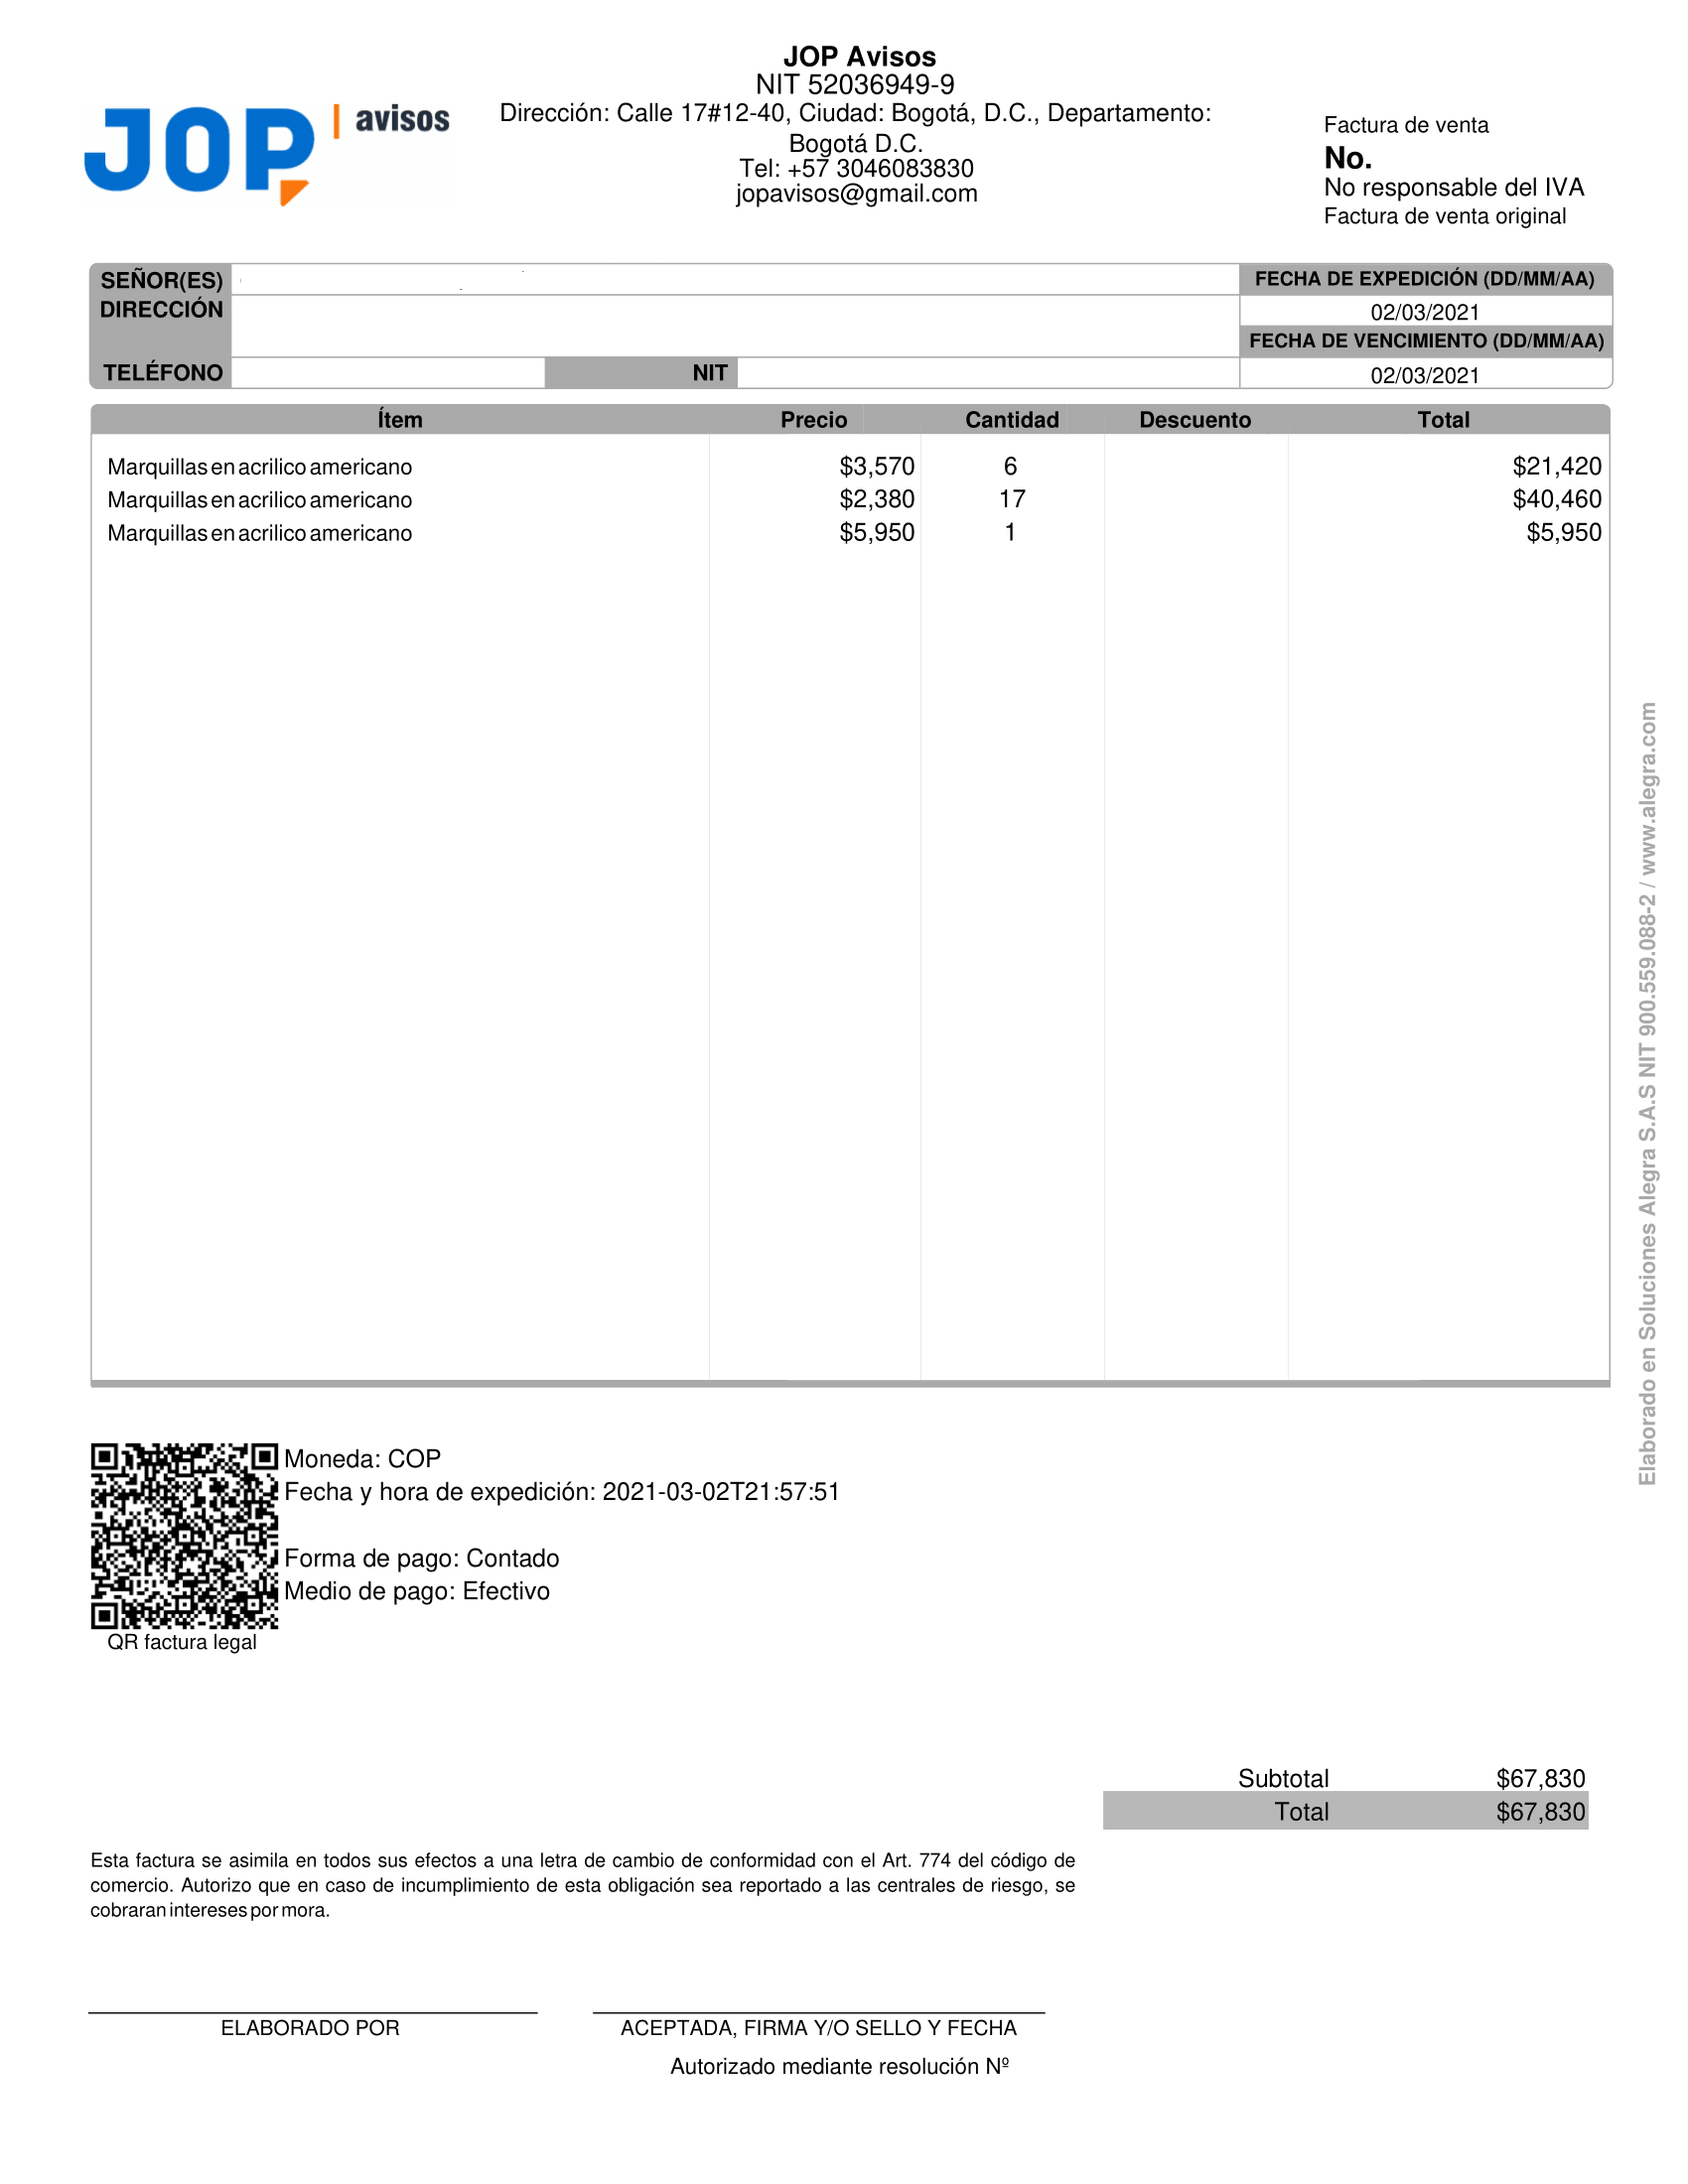 JOP avisos
JOP Avisos
NIT 52036949-9
Dirección: Calle 17#12-40, Ciudad: Bogotá, D.C., Departamento:
Bogotá D.C.
Tel: +57 3046083830
jopavisos@gmail.com
Factura de venta
No.
No responsable del IVA
Factura de venta original
SEÑOR(ES)
DIRECCIÓN
TELÉFONO NIT
FECHA DE EXPEDICIÓN (DD/MM/AA)
02/03/2021
FECHA DE VENCIMIENTO (DD/MM/AA)
02/03/2021
Ítem Precio Cantidad Descuento Total
Marquillas en acrilico americano $3,570 6 $21,420
Marquillas en acrilico americano $2,380 17 $40,460
Marquillas en acrilico americano $5,950 1 $5,950
Elaborado en Soluciones Alegra S.A.S NIT 900.559.088-2 / www.alegra.com
Moneda: COP
Fecha y hora de expedición: 2021-03-02T21:57:51
Forma de pago: Contado
Medio de pago: Efectivo
QR factura legal
Subtotal $67,830
Total $67,830
Esta factura se asimila en todos sus efectos a una letra de cambio de conformidad con el Art. 774 del código de
comercio. Autorizo que en caso de incumplimiento de esta obligación sea reportado a las centrales de riesgo, se
cobraran intereses por mora.
ELABORADO POR
ACEPTADA, FIRMA Y/O SELLO Y FECHA
Autorizado mediante resolución Nº